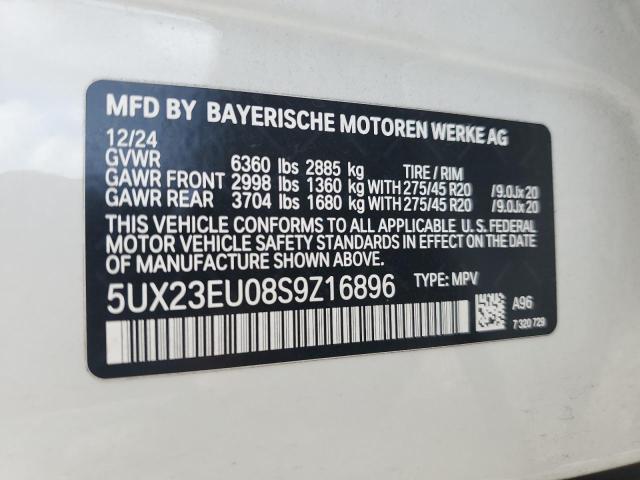 MFD BY BAYERISCHE MOTOREN WERKE AG
12/24
GVWR 6360 lbs 2885 kg TIRE / RIM
GAWR FRONT 2998 lbs 1360 kg WITH 275/45 R20 /9.0Jx20
GAWR REAR 3704 lbs 1680 kg WITH 275/45 R20 /9.0Jx20
THIS VEHICLE CONFORMS TO ALL APPLICABLE U.S. FEDERAL
MOTOR VEHICLE SAFETY STANDARDS IN EFFECT ON THE DATE
OF MANUFACTURE SHOWN ABOVE.
5UX23EU08S9Z16896 TYPE: MPV
A96
7 320 729